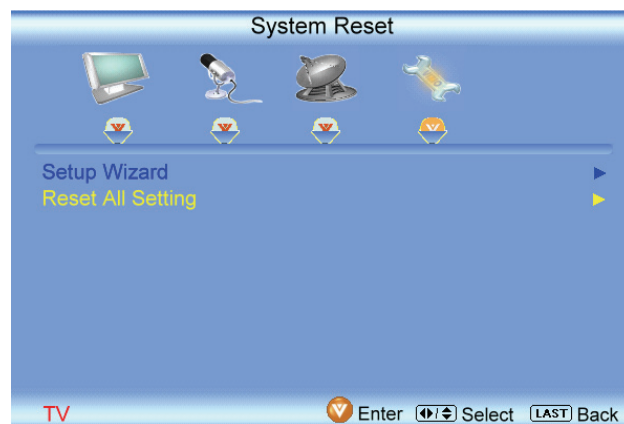 System Reset
Setup Wizard
Reset All Setting
TV Enter Select LAST Back